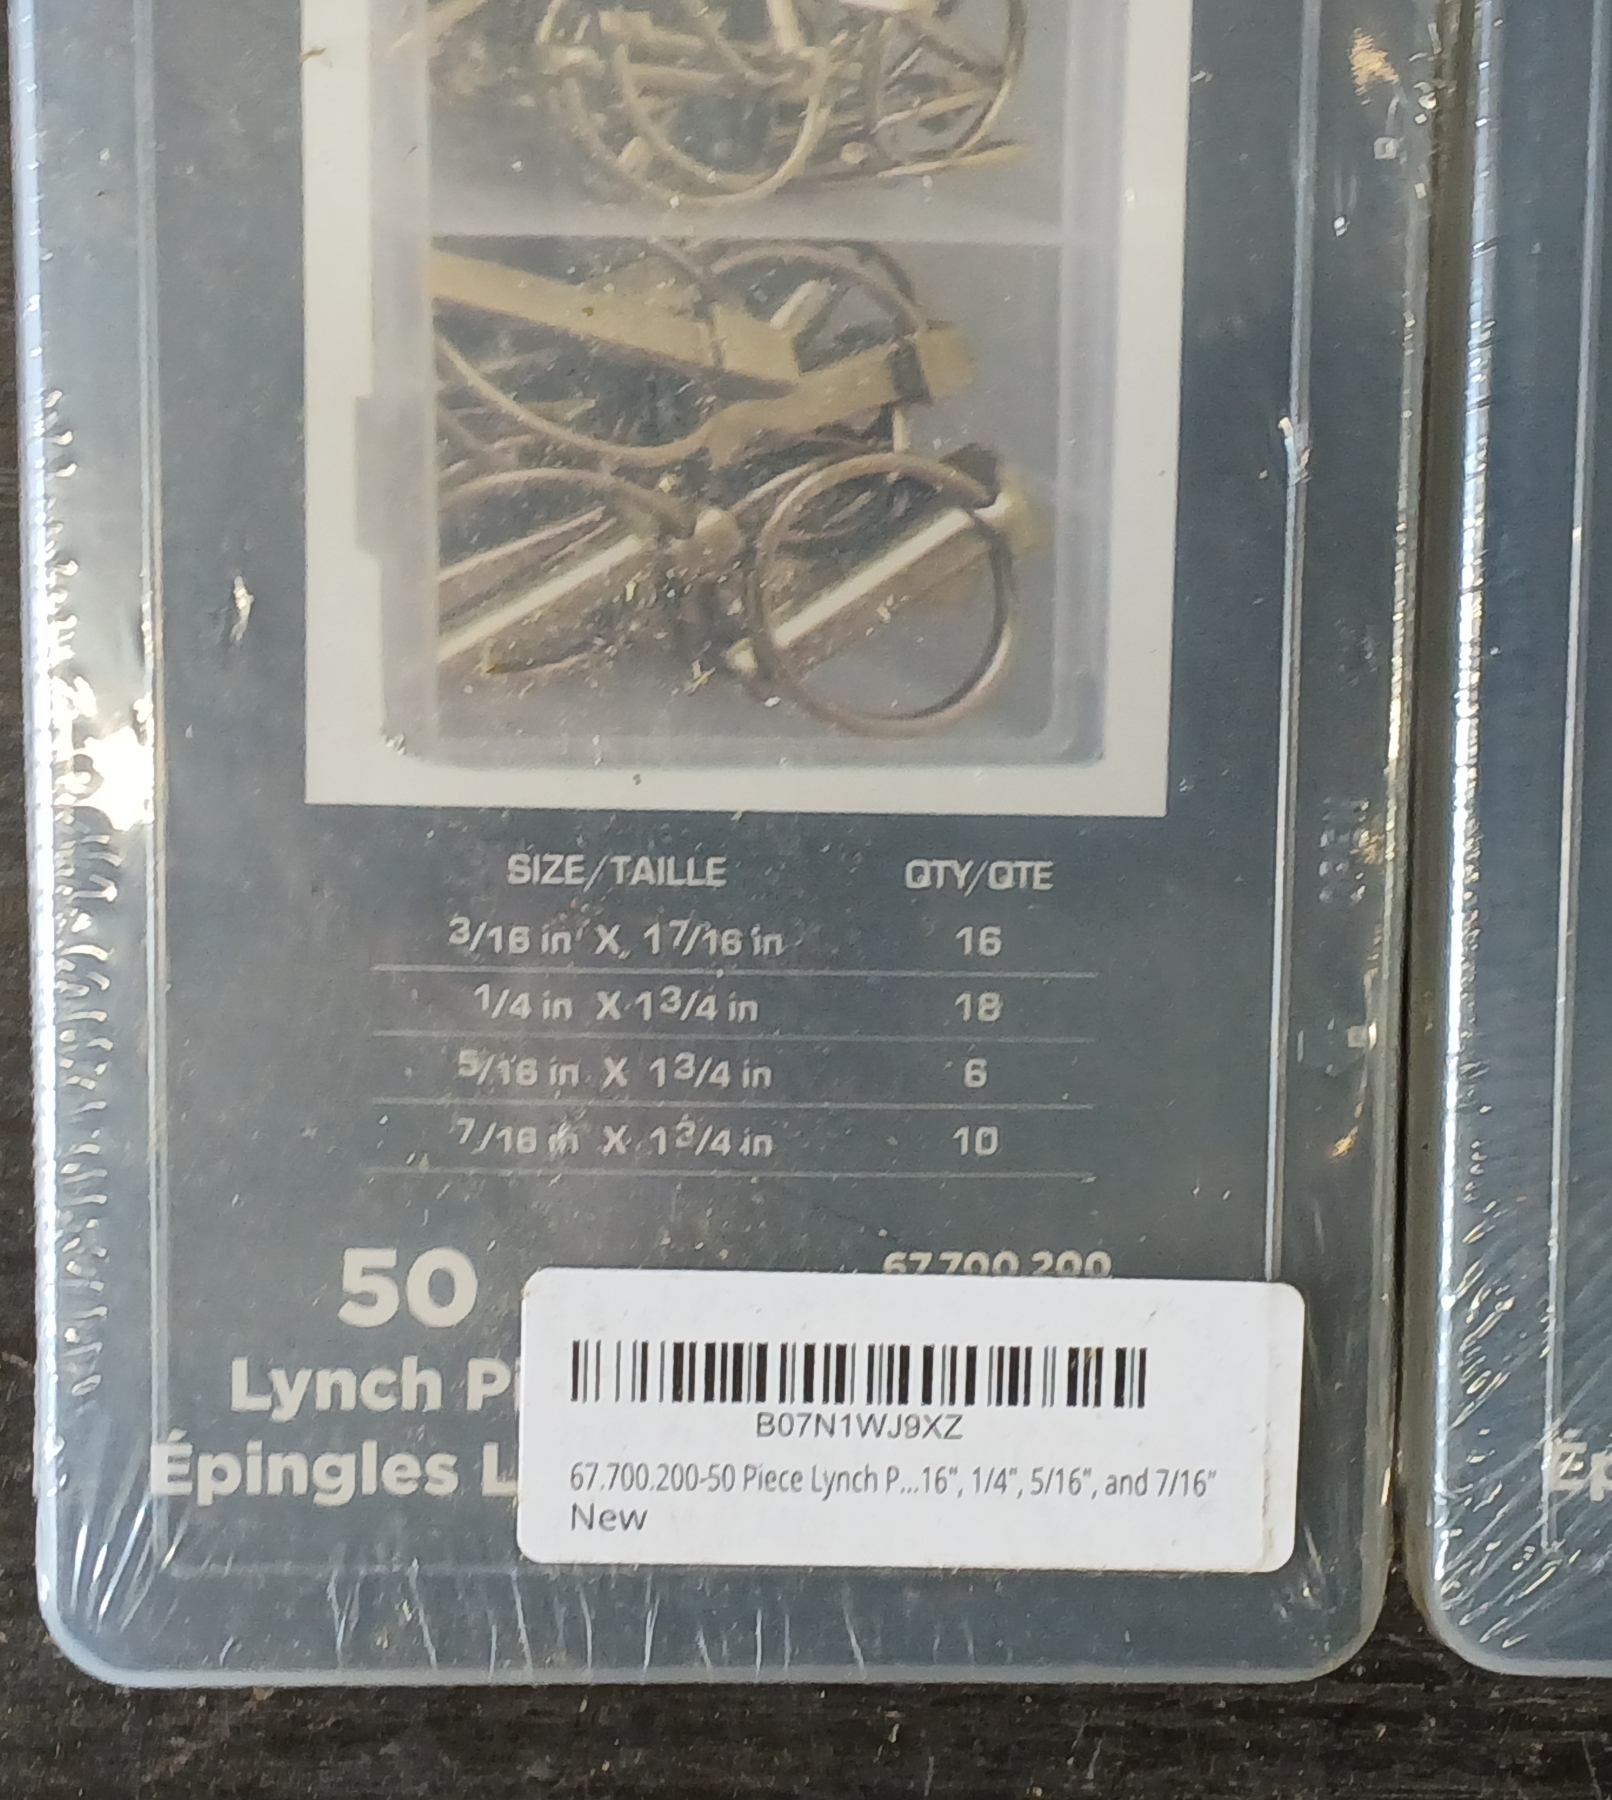 SIZE/TAILLE QTY/QTE
3/16 in X 17/16 in 16
1/4 in X 13/4 in 18
5/16 in X 13/4 in 6
7/16 in X 13/4 in 10
50 67.700.200
Lynch P
Épingles L
B07N1WJ9XZ
67.700.200-50 Piece Lynch P...16", 1/4", 5/16", and 7/16"
New
Ép